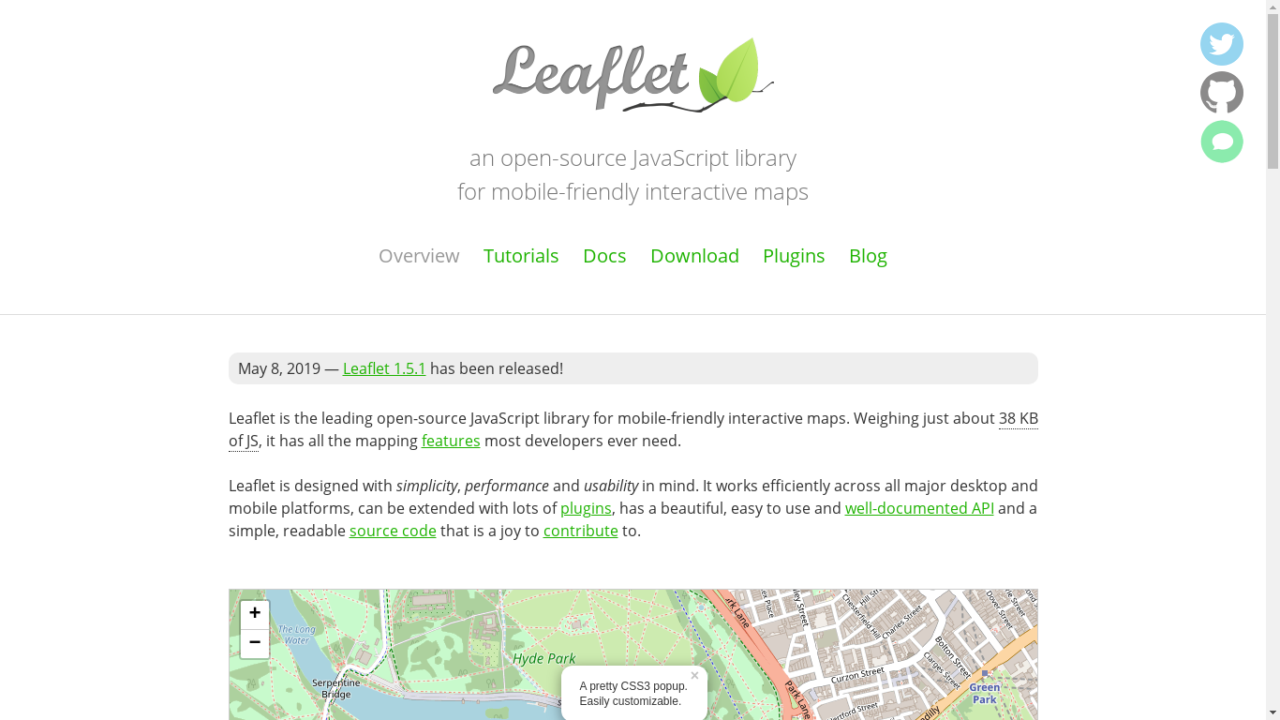 Leaflet
an open-source JavaScript library
for mobile-friendly interactive maps
Overview Tutorials Docs Download Plugins Blog
May 8, 2019 — Leaflet 1.5.1 has been released!
Leaflet is the leading open-source JavaScript library for mobile-friendly interactive maps. Weighing just about 38 KB
of JS, it has all the mapping features most developers ever need.
Leaflet is designed with simplicity, performance and usability in mind. It works efficiently across all major desktop and
mobile platforms, can be extended with lots of plugins, has a beautiful, easy to use and well-documented API and a
simple, readable source code that is a joy to contribute to.
+
−
The Long
Water
Serpentine
Bridge
Hyde Park
A pretty CSS3 popup.
Easily customizable.
×
Park Lane
Park Lane
Chesterfield Hill
Charles Street
Curzon Street
Hertford Street
Bolton Street
Clarges Street
Green
Park